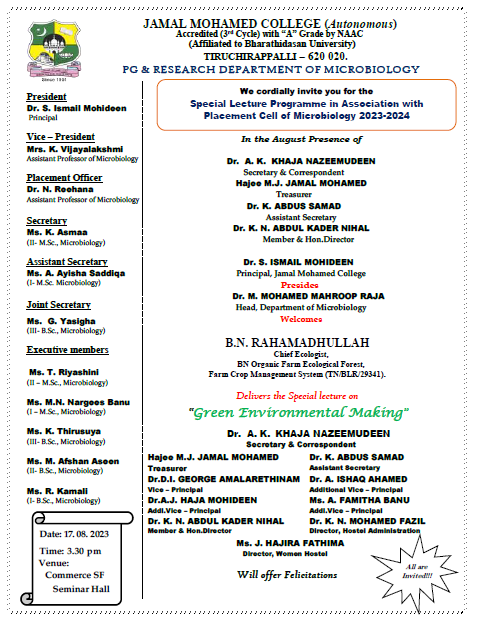 JAMAL MOHAMED COLLEGE (Autonomous)
Accredited (3rd Cycle) with "A" Grade by NAAC
(Affiliated to Bharathidasan University)
TIRUCHIRAPPALLI – 620 020.
PG & RESEARCH DEPARTMENT OF MICROBIOLOGY
We cordially invite you for the
Special Lecture Programme in Association with
Placement Cell of Microbiology 2023-2024
President
Dr. S. Ismail Mohideen
Principal
Vice – President
Mrs. K. Vijayalakshmi
Assistant Professor of Microbiology
Placement Officer
Dr. N. Reehana
Assistant Professor of Microbiology
Secretary
Ms. K. Asmaa
(II- M.Sc., Microbiology)
Assistant Secretary
Ms. A. Ayisha Saddiqa
(I- M.Sc. Microbiology)
Joint Secretary
Ms. G. Yasigha
(III- B.Sc., Microbiology)
Executive members
Ms. T. Riyashini
(II – M.Sc., Microbiology)
Ms. M.N. Nargees Banu
(I – M.Sc., Microbiology)
Ms. K. Thirusuya
(III- B.Sc., Microbiology)
Ms. M. Afshan Aseen
(II- B.Sc., Microbiology)
Ms. R. Kamali
(I- B.Sc., Microbiology)
Date: 17. 08. 2023
Time: 3.30 pm
Venue:
Commerce SF
Seminar Hall
In the August Presence of
Dr. A. K. KHAJA NAZEEMUDEEN
Secretary & Correspondent
Hajee M.J. JAMAL MOHAMED
Treasurer
Dr. K. ABDUS SAMAD
Assistant Secretary
Dr. K. N. ABDUL KADER NIHAL
Member & Hon.Director
Dr. S. ISMAIL MOHIDEEN
Principal, Jamal Mohamed College
Presides
Dr. M. MOHAMED MAHROOP RAJA
Head, Department of Microbiology
Welcomes
B.N. RAHAMADHULLAH
Chief Ecologist,
BN Organic Farm Ecological Forest,
Farm Crop Management System (TN/BLR/29341).
Delivers the Special lecture on
"Green Environmental Making"
Dr. A. K. KHAJA NAZEEMUDEEN
Secretary & Correspondent
Hajee M.J. JAMAL MOHAMED Dr. K. ABDUS SAMAD
Treasurer Assistant Secretary
Dr.D.I. GEORGE AMALARETHINAM Dr. A. ISHAQ AHAMED
Vice – Principal Additional Vice – Principal
Dr.A.J. HAJA MOHIDEEN Ms. A. FAMITHA BANU
Addl.Vice – Principal Addl.Vice – Principal
Dr. K. N. ABDUL KADER NIHAL Dr. K. N. MOHAMED FAZIL
Member & Hon.Director Director, Hostel Administration
Ms. J. HAJIRA FATHIMA
Director, Women Hostel
Will offer Felicitations
All are
Invited!!!